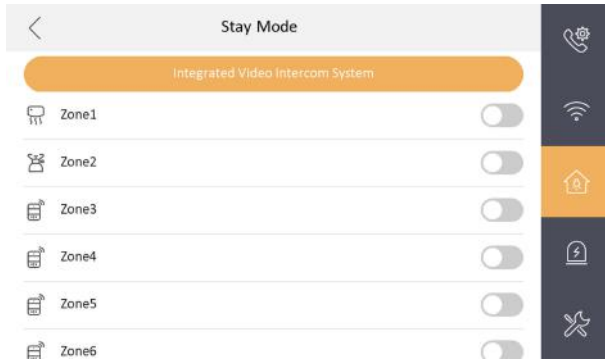 Stay Mode
Integrated Video Intercom System
Zone1
Zone2
Zone3
Zone4
Zone5
Zone6